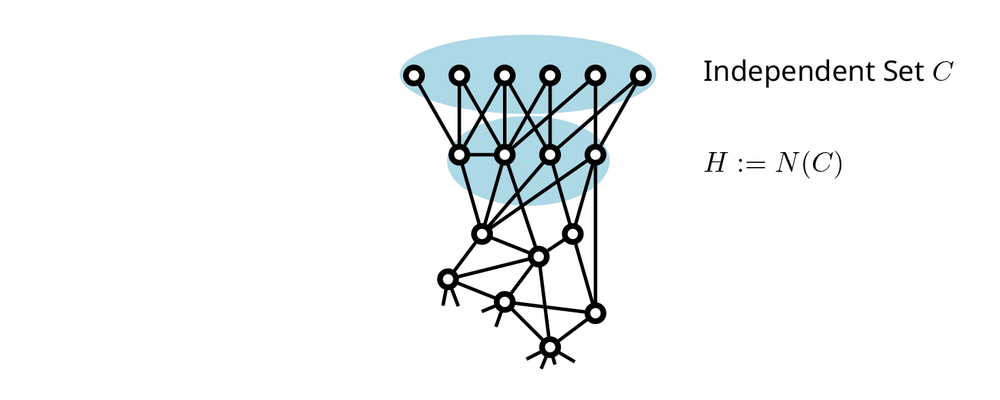 Independent Set C
H := N(C)